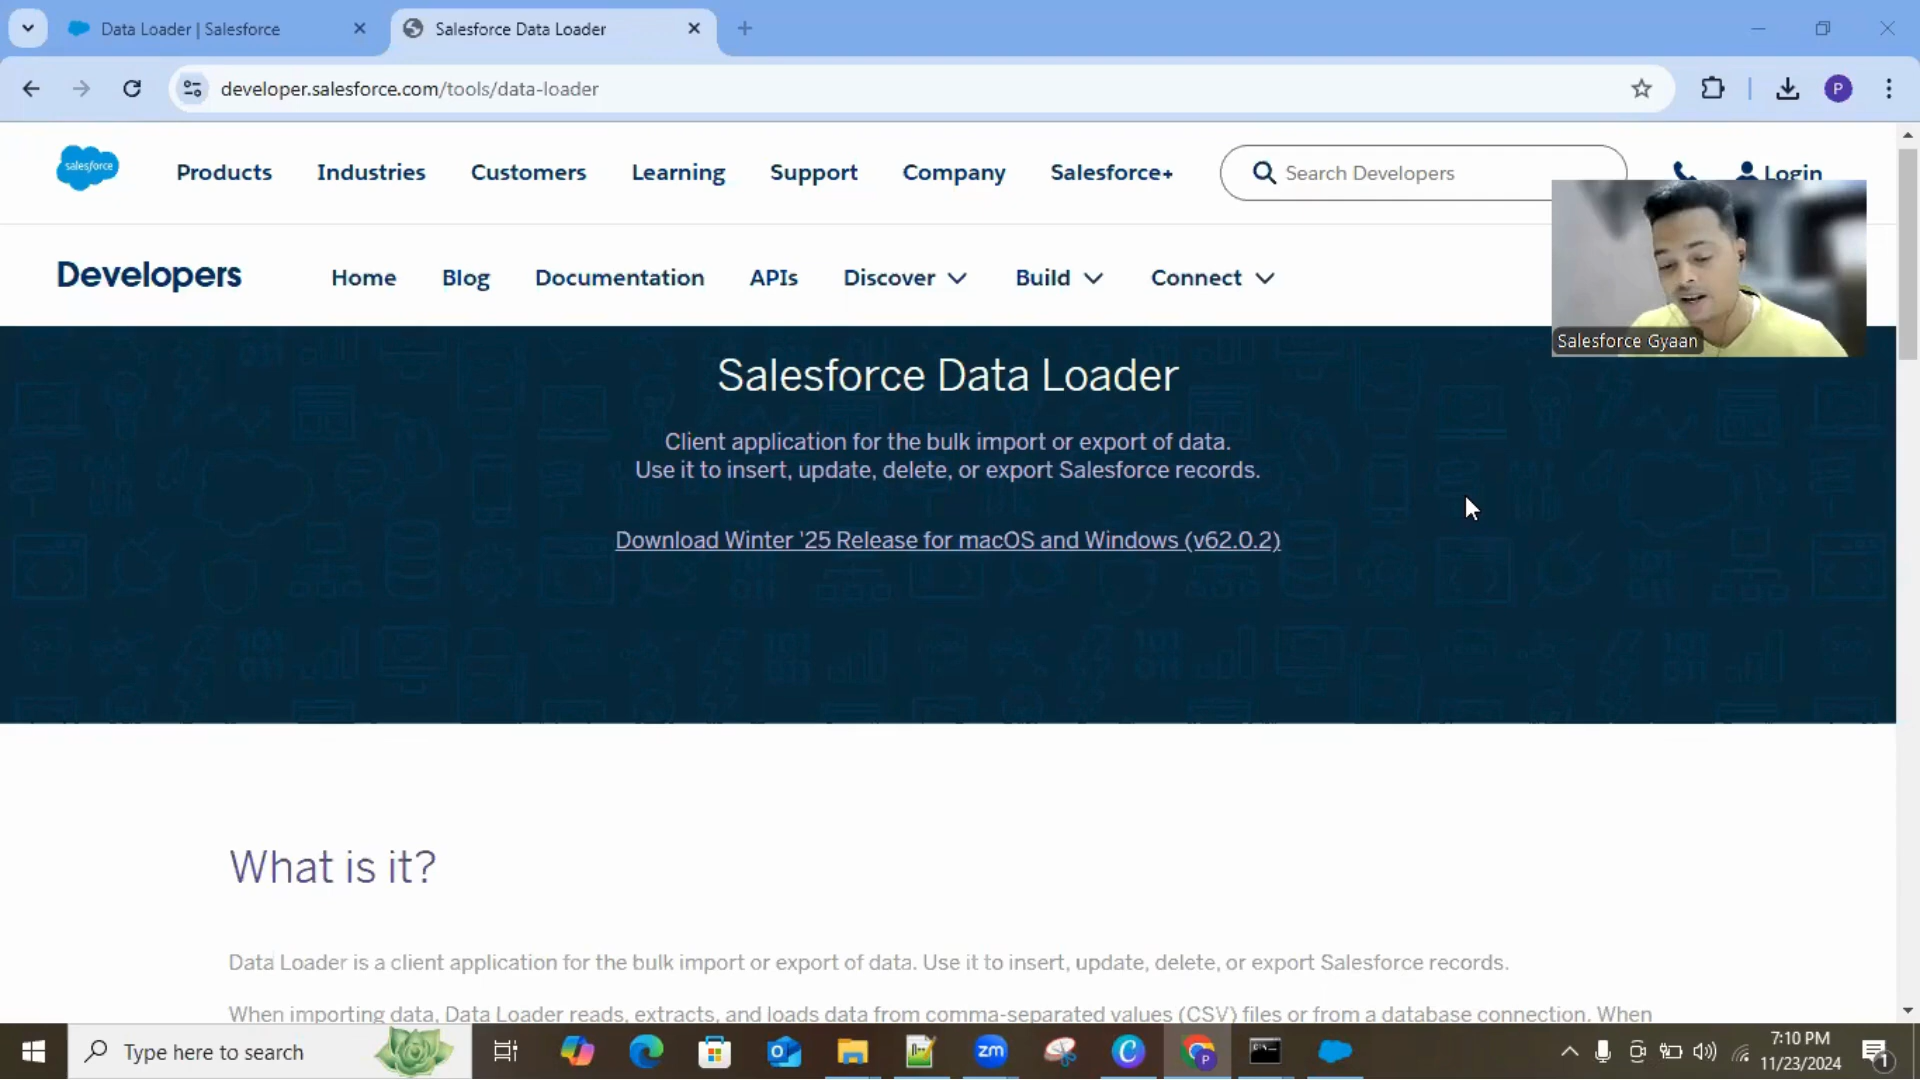 Data Loader | Salesforce
Salesforce Data Loader
developer.salesforce.com/tools/data-loader
salesforce
Products
Industries
Customers
Learning
Support
Company
Salesforce+
Search Developers
Login
Developers
Home
Blog
Documentation
APIs
Discover
Build
Connect
Salesforce Gyaan
Salesforce Data Loader
Client application for the bulk import or export of data.
Use it to insert, update, delete, or export Salesforce records.
Download Winter '25 Release for macOS and Windows (v62.0.2)
What is it?
Data Loader is a client application for the bulk import or export of data. Use it to insert, update, delete, or export Salesforce records.
When importing data, Data Loader reads, extracts, and loads data from comma-separated values (CSV) files or from a database connection. When
Type here to search
zm
P
7:10 PM
11/23/2024
1